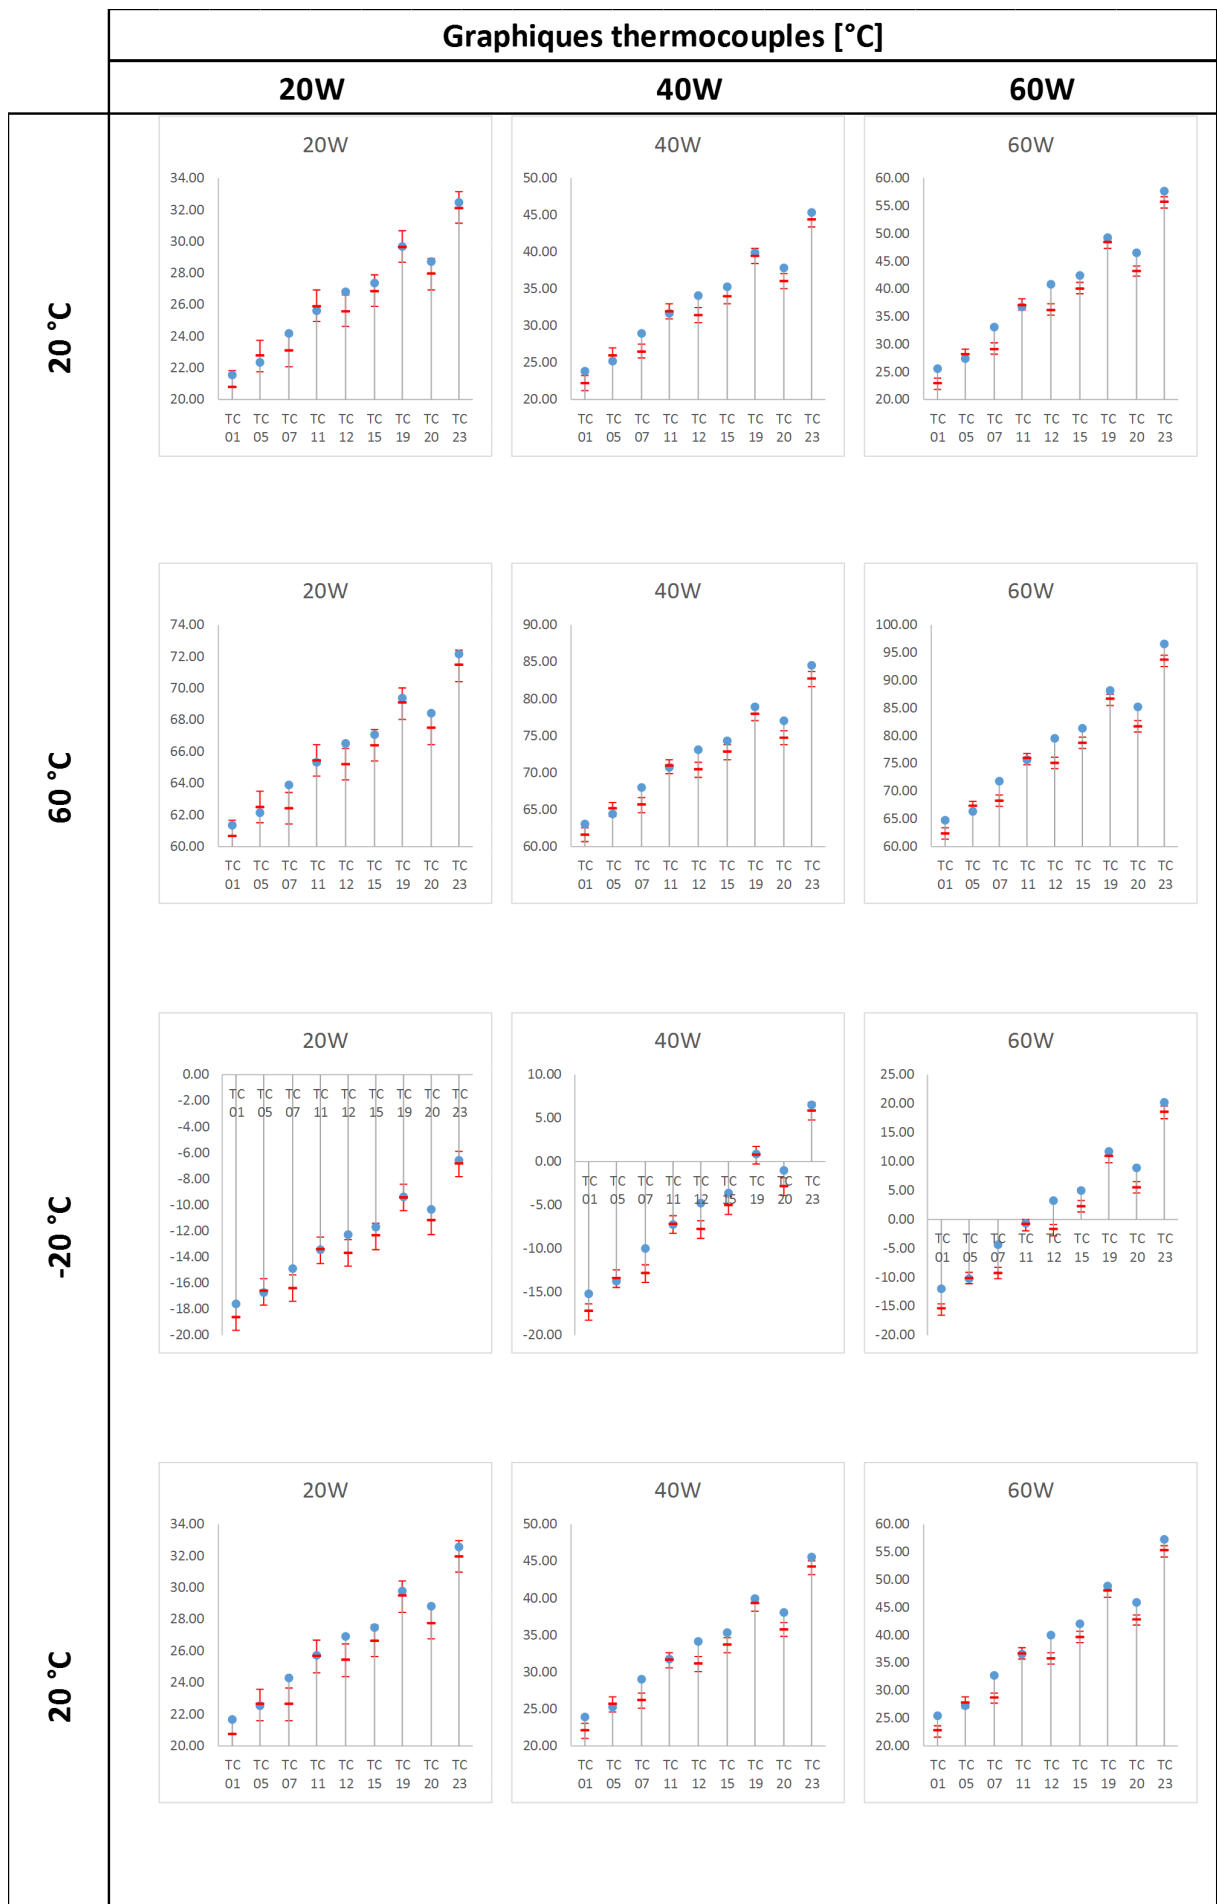 Graphiques thermocouples [°C]
20W 40W 60W
20 °C
20W
34.00
32.00
30.00
28.00
26.00
24.00
22.00
20.00
TC TC TC TC TC TC TC TC TC
01 05 07 11 12 15 19 20 23
40W
50.00
45.00
40.00
35.00
30.00
25.00
20.00
TC TC TC TC TC TC TC TC TC
01 05 07 11 12 15 19 20 23
60W
60.00
55.00
50.00
45.00
40.00
35.00
30.00
25.00
20.00
TC TC TC TC TC TC TC TC TC
01 05 07 11 12 15 19 20 23
60 °C
20W
74.00
72.00
70.00
68.00
66.00
64.00
62.00
60.00
TC TC TC TC TC TC TC TC TC
01 05 07 11 12 15 19 20 23
40W
90.00
85.00
80.00
75.00
70.00
65.00
60.00
TC TC TC TC TC TC TC TC TC
01 05 07 11 12 15 19 20 23
60W
100.00
95.00
90.00
85.00
80.00
75.00
70.00
65.00
60.00
TC TC TC TC TC TC TC TC TC
01 05 07 11 12 15 19 20 23
-20 °C
20W
0.00
-2.00
-4.00
-6.00
-8.00
-10.00
-12.00
-14.00
-16.00
-18.00
-20.00
TC TC TC TC TC TC TC TC TC
01 05 07 11 12 15 19 20 23
40W
10.00
5.00
0.00
-5.00
-10.00
-15.00
-20.00
TC TC TC TC TC TC TC TC TC
01 05 07 11 12 15 19 20 23
60W
25.00
20.00
15.00
10.00
5.00
0.00
-5.00
-10.00
-15.00
-20.00
TC TC TC TC TC TC TC TC TC
01 05 07 11 12 15 19 20 23
20 °C
20W
34.00
32.00
30.00
28.00
26.00
24.00
22.00
20.00
TC TC TC TC TC TC TC TC TC
01 05 07 11 12 15 19 20 23
40W
50.00
45.00
40.00
35.00
30.00
25.00
20.00
TC TC TC TC TC TC TC TC TC
01 05 07 11 12 15 19 20 23
60W
60.00
55.00
50.00
45.00
40.00
35.00
30.00
25.00
20.00
TC TC TC TC TC TC TC TC TC
01 05 07 11 12 15 19 20 23